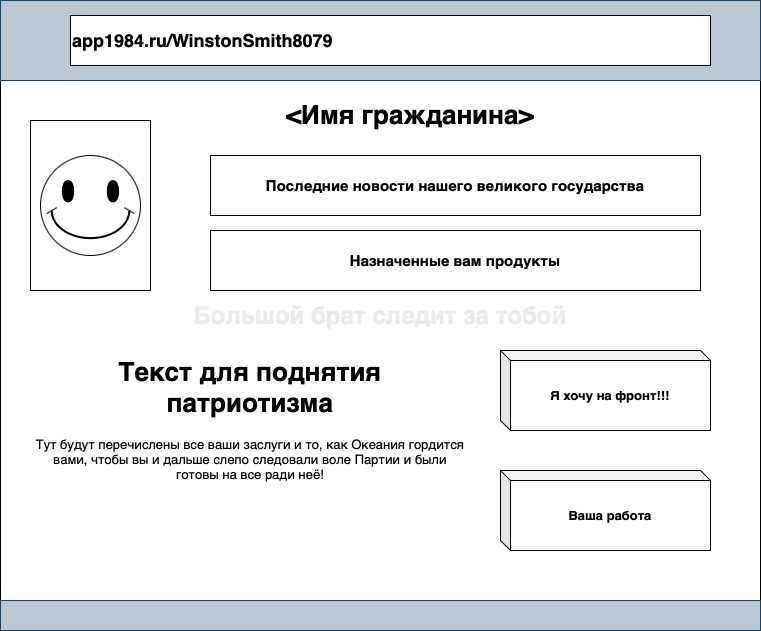 app1984.ru/WinstonSmith8079
<Имя гражданина>
Последние новости нашего великого государства
Назначенные вам продукты
Большой брат следит за тобой
Текст для поднятия
патриотизма
Тут будут перечислены все ваши заслуги и то, как Океания гордится
вами, чтобы вы и дальше слепо следовали воле Партии и были
готовы на все ради неё!
Я хочу на фронт!!!
Ваша работа